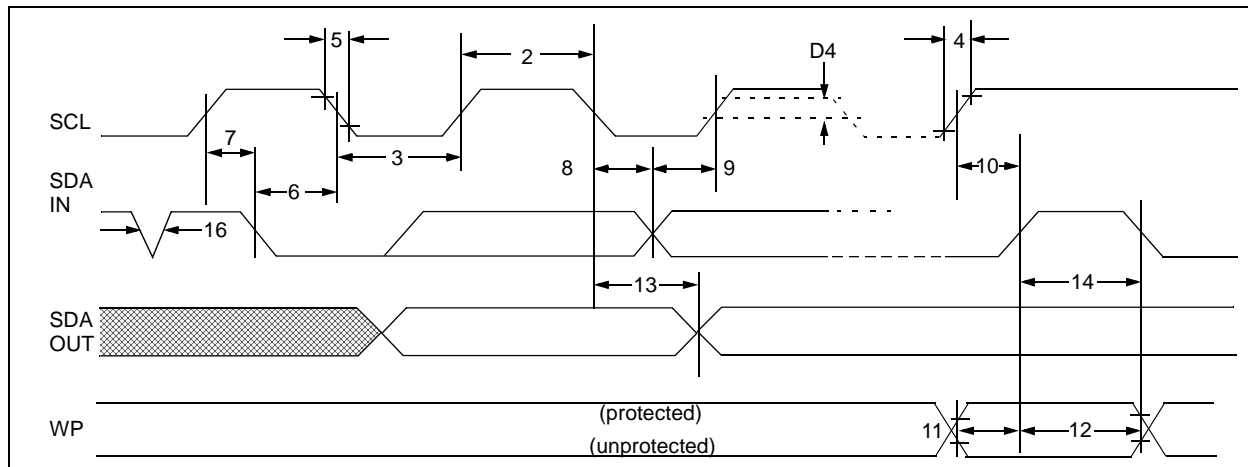 5
2
D4
4
SCL
7
3
8
9
10
SDA
IN
6
16
13
14
SDA
OUT
(protected)
WP
11
12
(unprotected)